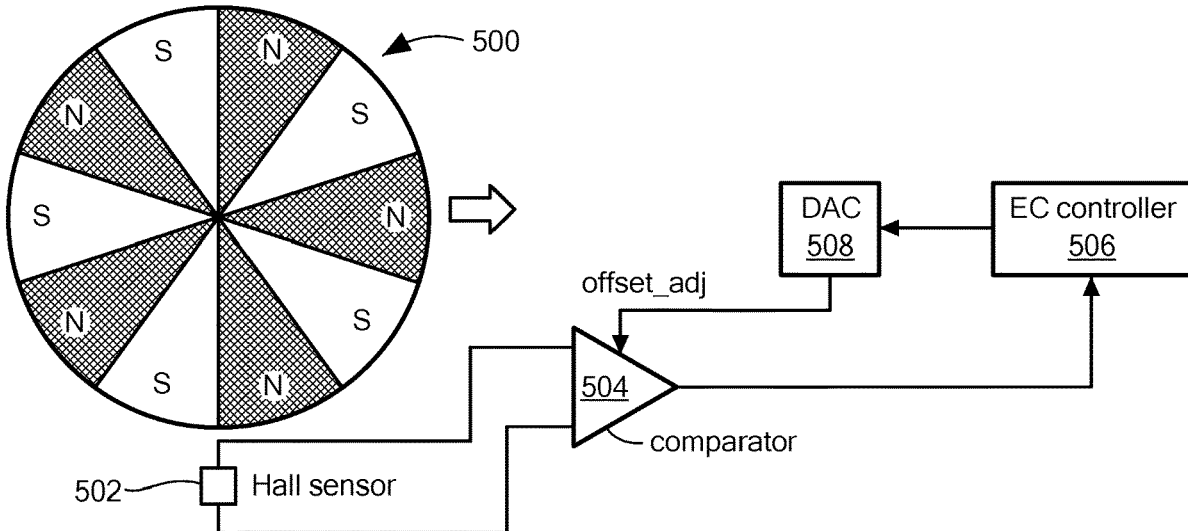 500
S
N
N
S
S
N
N
S
S
N
DAC
508
EC controller
506
offset_adj
504
comparator
502
Hall sensor